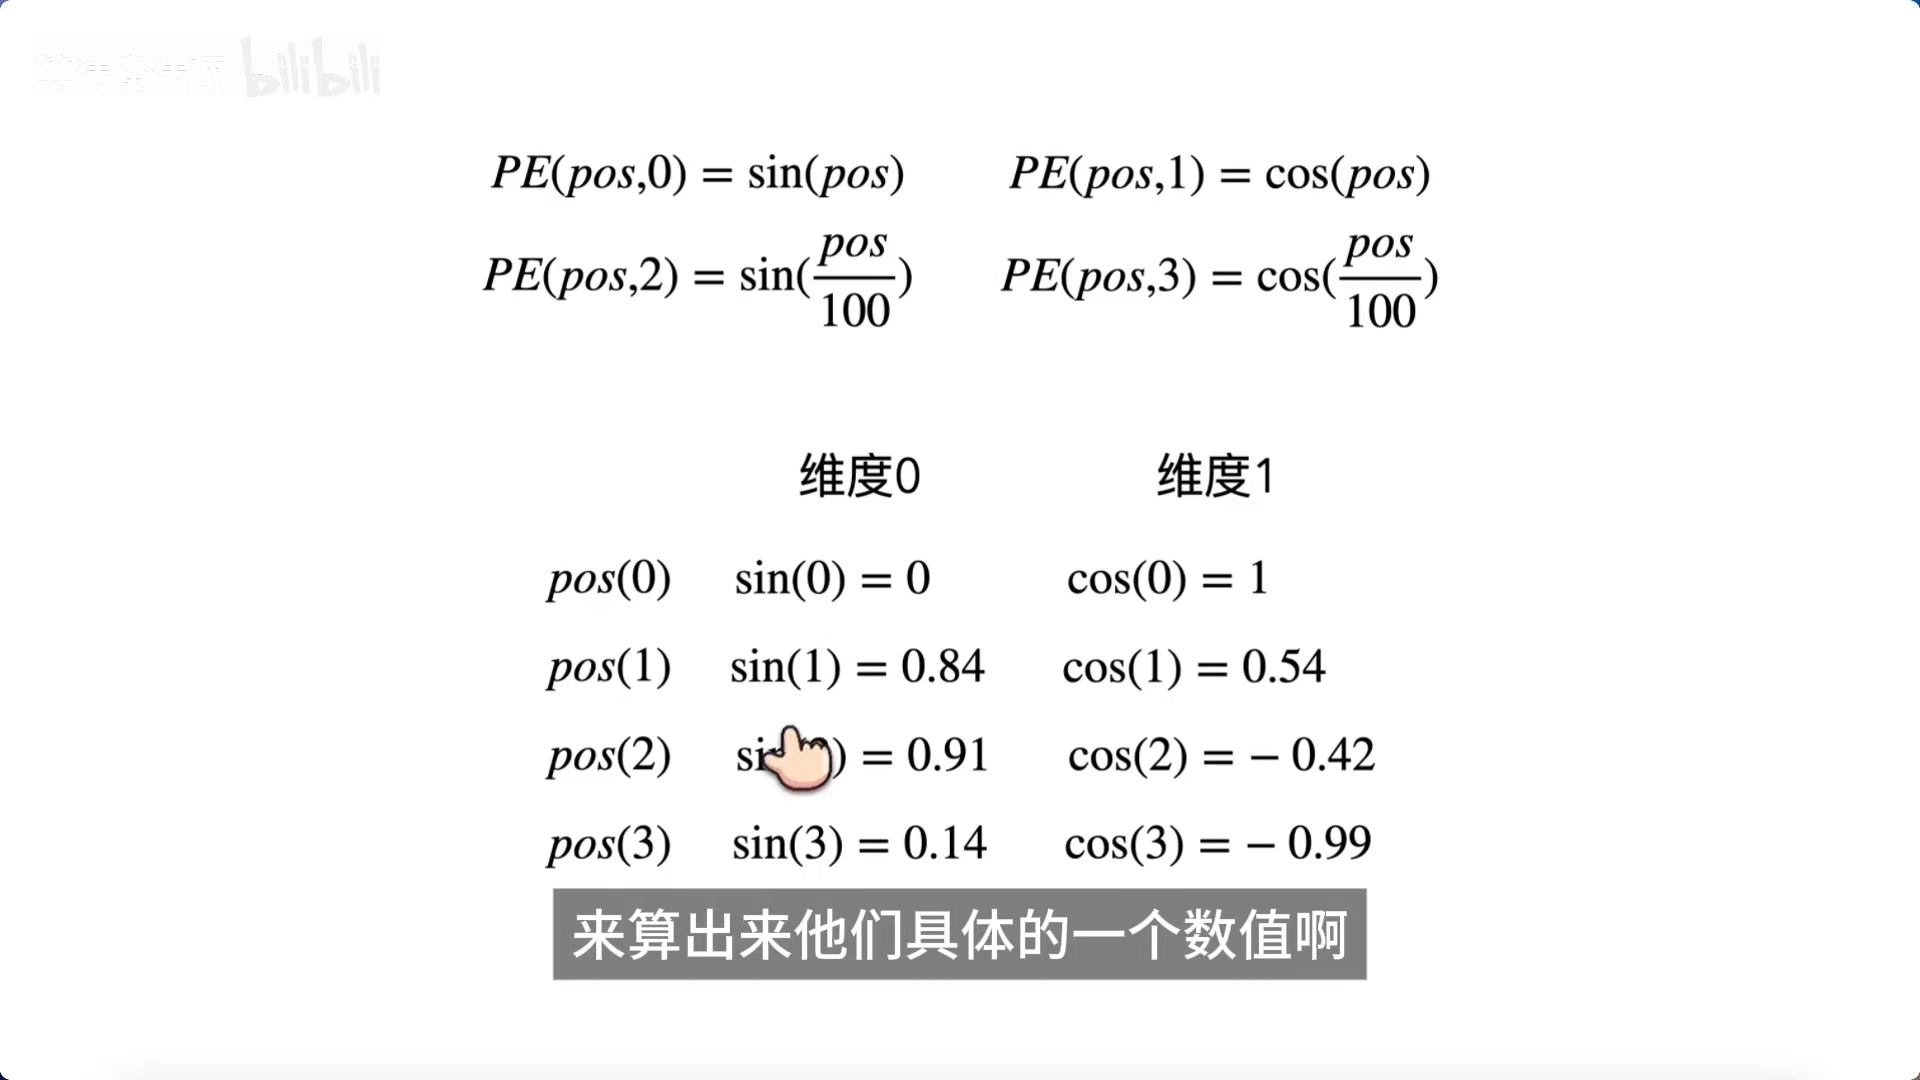 bilibili
PE(pos,0) = sin(pos) PE(pos,1) = cos(pos)
PE(pos,2) = sin(pos/100) PE(pos,3) = cos(pos/100)
维度0 维度1
pos(0) sin(0) = 0 cos(0) = 1
pos(1) sin(1) = 0.84 cos(1) = 0.54
pos(2) ) = 0.91 cos(2) = − 0.42
pos(3) sin(3) = 0.14 cos(3) = − 0.99
来算出来他们具体的一个数值啊